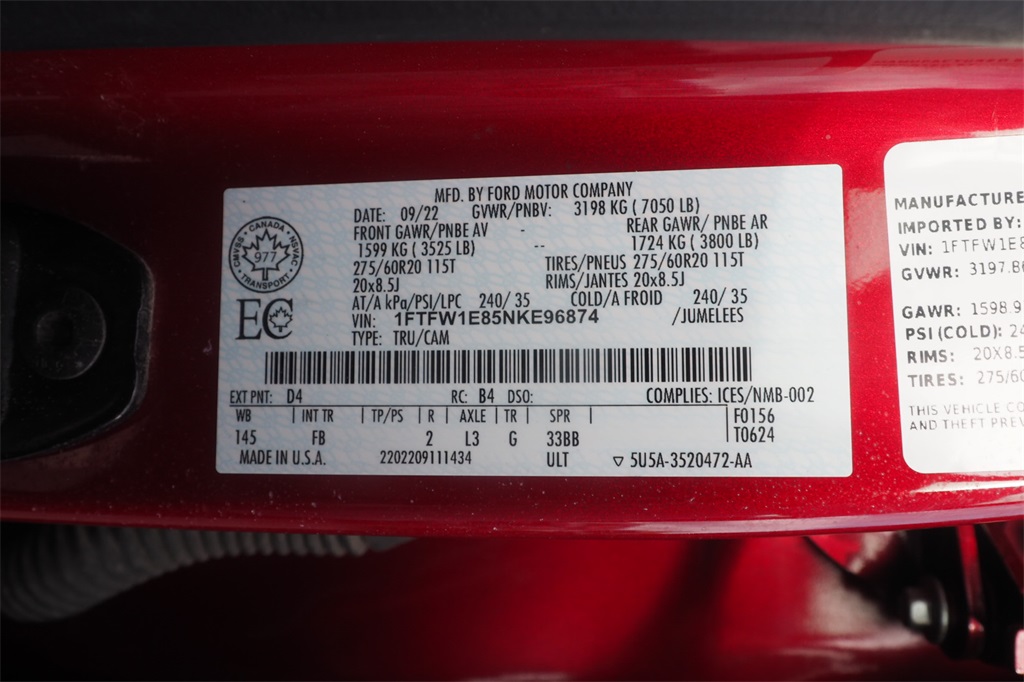 MFD. BY FORD MOTOR COMPANY
DATE: 09/22 GVWR/PNBV: 3198 KG ( 7050 LB)
FRONT GAWR/PNBE AV - REAR GAWR/ PNBE AR
1599 KG ( 3525 LB) -- 1724 KG ( 3800 LB)
275/60R20 115T TIRES/PNEUS 275/60R20 115T
20x8.5J RIMS/JANTES 20x8.5J
AT/A kPa/PSI/LPC 240/ 35 COLD/A FROID 240/ 35
VIN: 1FTFW1E85NKE96874 /JUMELEES
TYPE: TRU/CAM
CANADA
CMVSS NSVAC
977
TRANSPORT
EC
EXT PNT: D4 RC: B4 DSO: COMPLIES: ICES/NMB-002
WB INT TR TP/PS R AXLE TR SPR F0156
145 FB 2 L3 G 33BB T0624
MADE IN U.S.A. 2202209111434 ULT ▽ 5U5A-3520472-AA
MANUFACTURE
IMPORTED BY:
VIN: 1FTFW1E8
GVWR: 3197.86
GAWR: 1598.9
PSI (COLD): 24
RIMS: 20X8.5
TIRES: 275/60
THIS VEHICLE CO
AND THEFT PREV